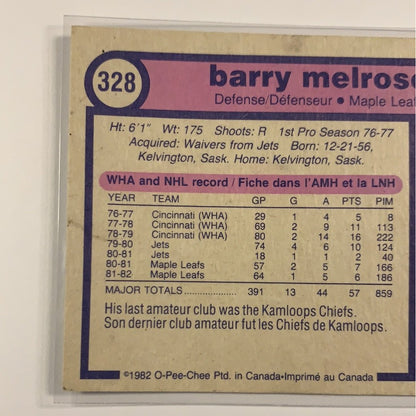 328
barry melrose
Defense/Défenseur • Maple Leafs
Ht: 6'1" Wt: 175 Shoots: R 1st Pro Season 76-77
Acquired: Waivers from Jets Born: 12-21-56,
Kelvington, Sask. Home: Kelvington, Sask.
WHA and NHL record / Fiche dans l'AMH et la LNH
YEAR TEAM GP G A PTS PIM
76-77 Cincinnati (WHA) 29 1 4 5 8
77-78 Cincinnati (WHA) 69 2 9 11 113
78-79 Cincinnati (WHA) 80 2 14 16 222
79-80 Jets 74 4 6 10 124
80-81 Jets 18 1 1 2 40
80-81 Maple Leafs 57 2 5 7 166
81-82 Maple Leafs 64 1 5 6 186
MAJOR TOTALS 391 13 44 57 859
His last amateur club was the Kamloops Chiefs.
Son dernier club amateur fut les Chiefs de Kamloops.
©1982 O-Pee-Chee Ptd. in Canada-Imprimé au Canada